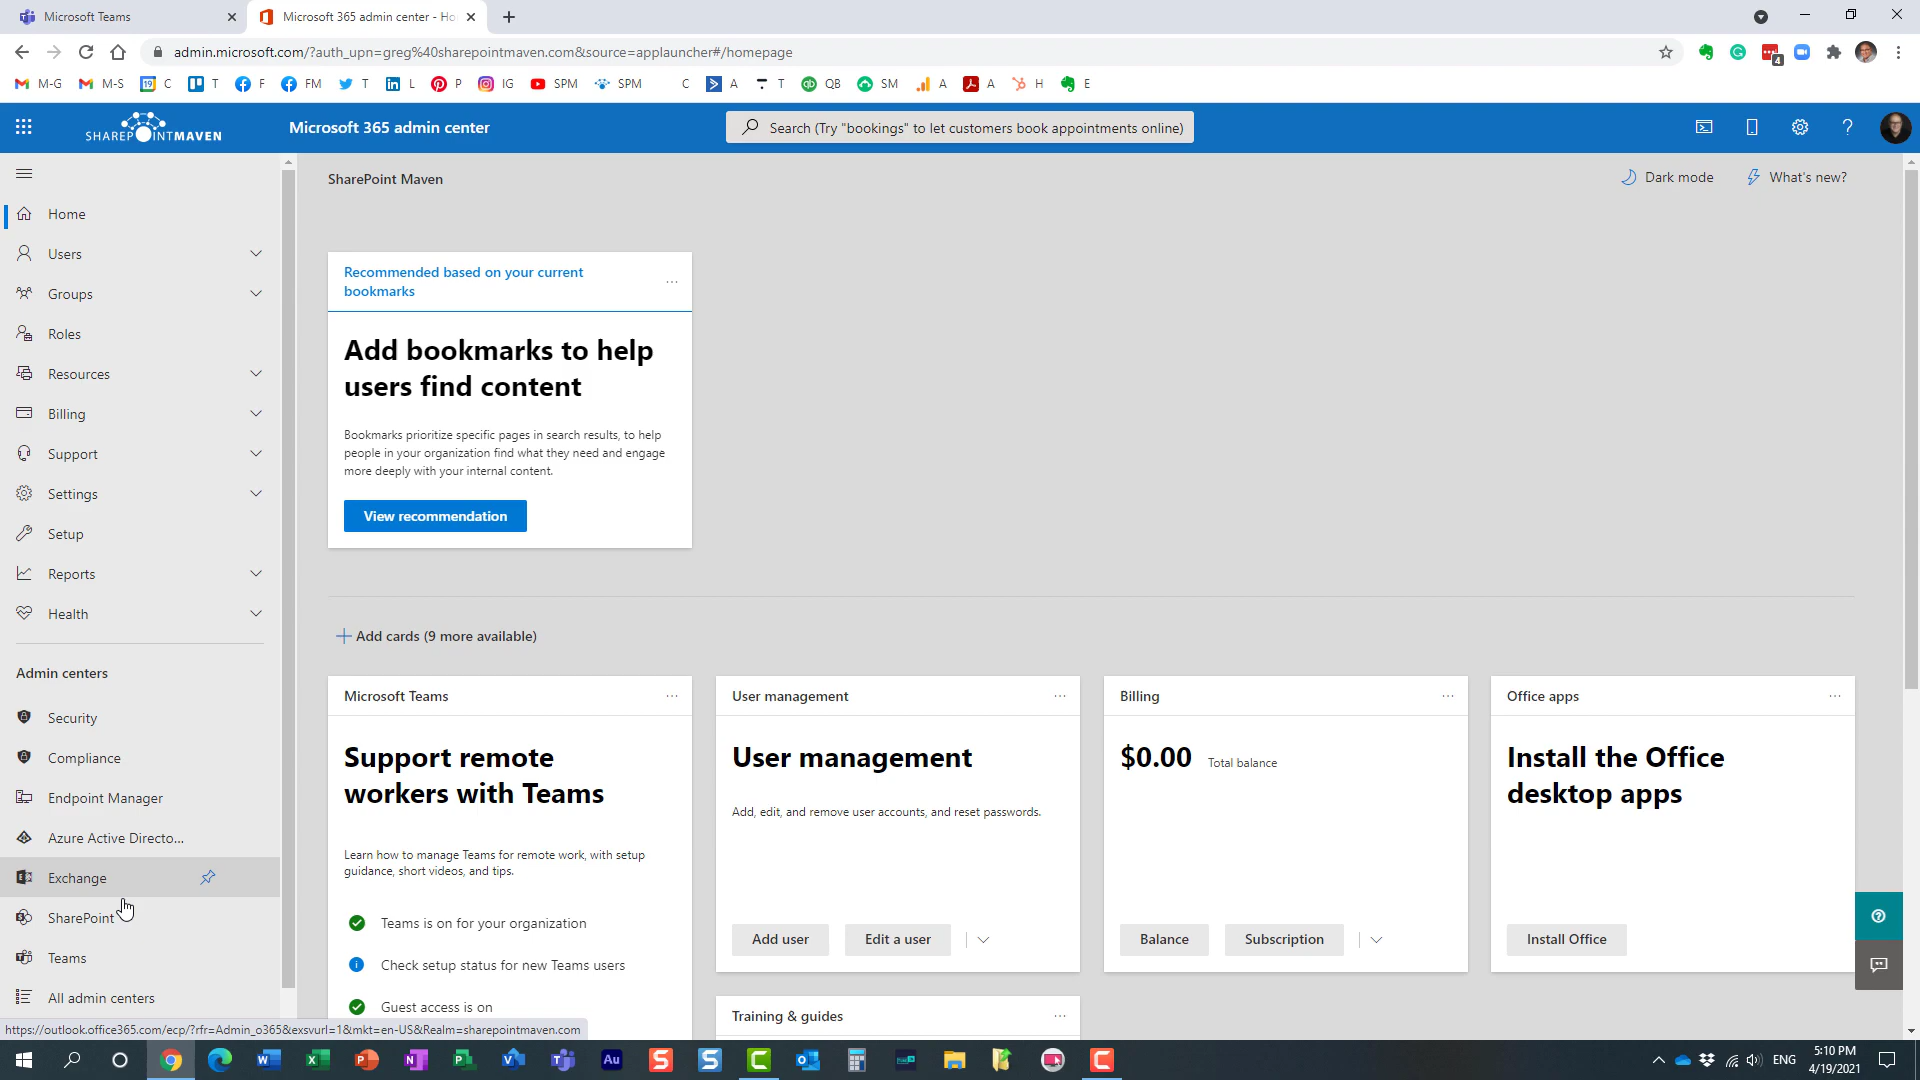 Microsoft Teams
Microsoft 365 admin center - Ho
admin.microsoft.com/?auth_upn=greg%40sharepointmaven.com&source=applauncher#/homepage
4
M-G
M-S
19
C
T
F
FM
T
L
P
IG
SPM
SPM
C
A
T
QB
SM
A
A
H
E
SHAREPOINTMAVEN
Microsoft 365 admin center
Search (Try "bookings" to let customers book appointments online)
SharePoint Maven
Dark mode
What's new?
Home
Users
Groups
Roles
Resources
Billing
Support
Settings
Setup
Reports
Health
Admin centers
Security
Compliance
Endpoint Manager
Azure Active Directo...
Exchange
SharePoint
Teams
All admin centers
Recommended based on your current
bookmarks
Add bookmarks to help
users find content
Bookmarks prioritize specific pages in search results, to help
people in your organization find what they need and engage
more deeply with your internal content.
View recommendation
Add cards (9 more available)
Microsoft Teams
Support remote
workers with Teams
Learn how to manage Teams for remote work, with setup
guidance, short videos, and tips.
Teams is on for your organization
Check setup status for new Teams users
Guest access is on
User management
User management
Add, edit, and remove user accounts, and reset passwords.
Add user
Edit a user
Training & guides
Billing
$0.00 Total balance
Balance
Subscription
Office apps
Install the Office
desktop apps
Install Office
https://outlook.office365.com/ecp/?rfr=Admin_o365&exsvurl=1&mkt=en-US&Realm=sharepointmaven.com
Au
ENG
5:10 PM
4/19/2021